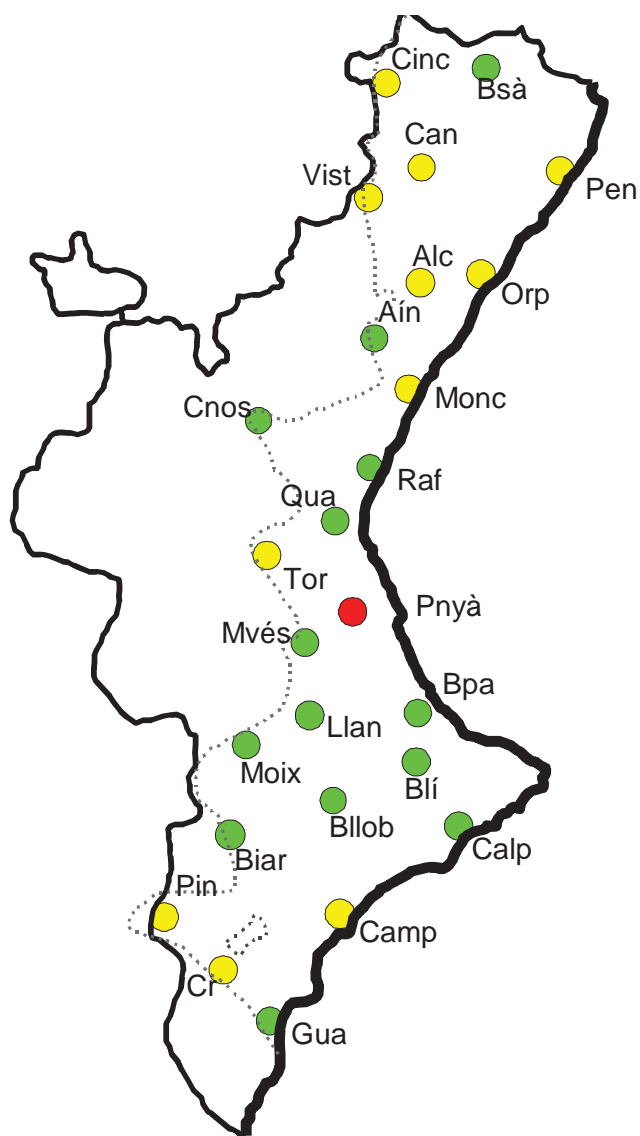 Cinc
Bsà
Can
Vist
Pen
Alc
Orp
Aín
Monc
Cnos
Raf
Qua
Tor
Pnyà
Mvés
Bpa
Llan
Moix
Blí
Bllob
Calp
Biar
Pin
Camp
Cr
Gua